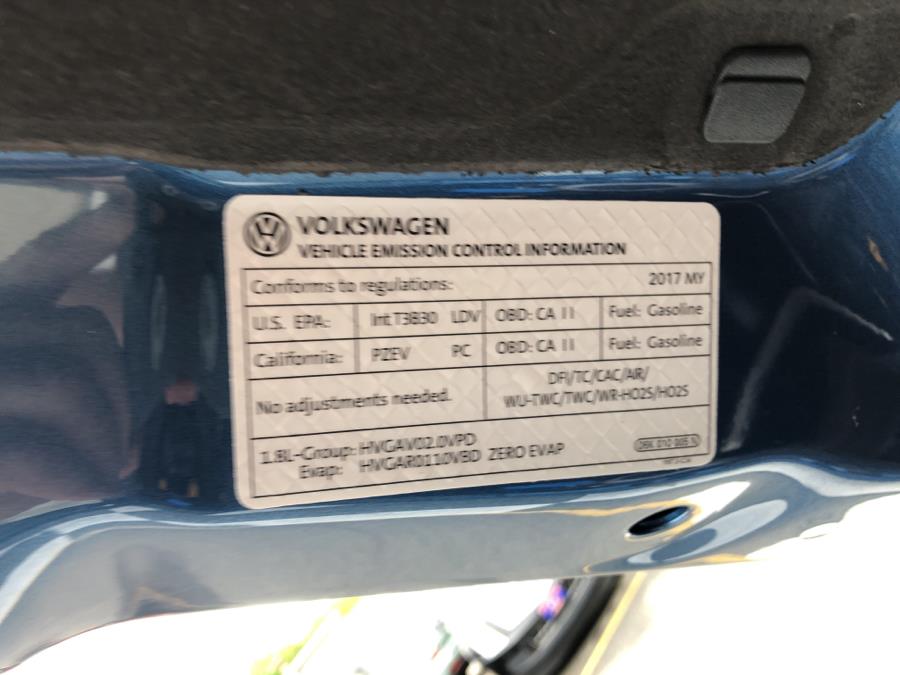 VOLKSWAGEN
VEHICLE EMISSION CONTROL INFORMATION
Conforms to regulations: 2017 MY
U.S. EPA: Int.T3B30 LDV OBD: CA II Fuel: Gasoline
California: PZEV PC OBD: CA II Fuel: Gasoline
No adjustments needed.
DFI/TC/CAC/AIR/
WU-TWC/TWC/WR-HO2S/HO2S
1.8L-Group: HVGAV02.0VPD
Evap: HVGAR0110VBD ZERO EVAP